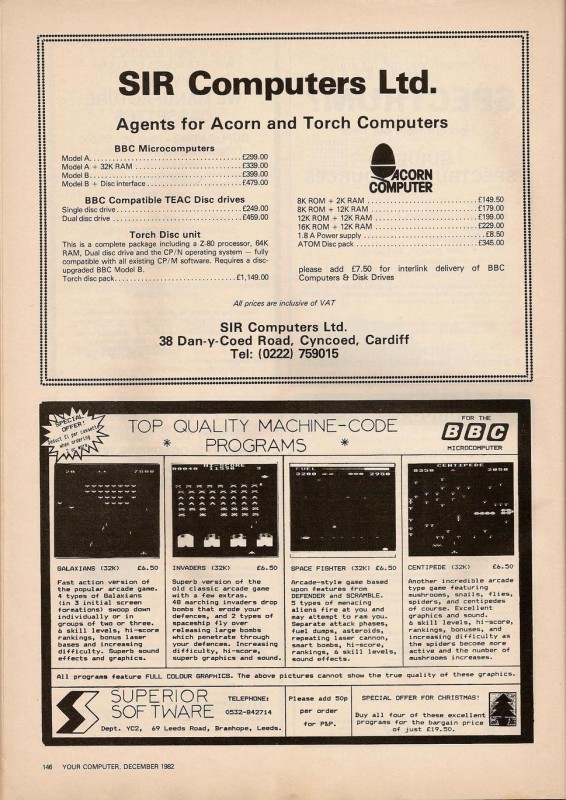 SIR Computers Ltd.
Agents for Acorn and Torch Computers
BBC Microcomputers
Model A. £299.00
Model A + 32K RAM £339.00
Model B. £399.00
Model B + Disc interface £479.00
BBC Compatible TEAC Disc drives
Single disc drive £249.00
Dual disc drive £459.00
Torch Disc unit
This is a complete package including a Z-80 processor, 64K
RAM, Dual disc drive and the CP/N operating system — fully
compatible with all existing CP/M software. Requires a disc-
upgraded BBC Model B.
Torch disc pack £1,149.00
ACORN
COMPUTER
8K ROM + 2K RAM £149.50
8K ROM + 12K RAM £179.00
12K ROM + 12K RAM £199.00
16K ROM + 12K RAM £229.00
1.8 A Power supply £8.50
ATOM Disc pack £345.00
please add £7.50 for interlink delivery of BBC
Computers & Disk Drives
All prices are inclusive of VAT
SIR Computers Ltd.
38 Dan-y-Coed Road, Cyncoed, Cardiff
Tel: (0222) 759015
SPECIAL
OFFER!
Deduct £1 per cassette
when ordering
TOP QUALITY MACHINE-CODE
* PROGRAMS *
FOR THE
BBC
MICROCOMPUTER
20 7500
HI-SCORE
FUEL
3200 2950
CENTIPEDE
8350 2050
GALAXIANS (32K) £6.50
Fast action version of
the popular arcade game.
4 types of Galaxians
(in 3 initial screen
formations) swoop down
individually or in
groups of two or three.
6 skill levels, hi-score
rankings, bonus laser
bases and increasing
difficulty. Superb sound
effects and graphics.
INVADERS (32K) £6.50
Superb version of the
old classic arcade game
with a few extras.
48 marching invaders drop
bombs that erode your
defences, and 2 types of
spaceship fly over
releasing large bombs
which penetrate through
your defences. Increasing
difficulty, hi-score,
superb graphics and sound.
SPACE FIGHTER (32K) £6.50
Arcade-style game based
upon features from
DEFENDER and SCRAMBLE.
5 types of menacing
aliens fire at you and
may attempt to ram you.
Separate attack phases,
fuel dumps, asteroids,
repeating laser cannon,
smart bombs, hi-score,
rankings, 6 skill levels,
sound effects.
CENTIPEDE (32K) £6.50
Another incredible arcade
type game featuring
mushrooms, snails, flies,
spiders, and centipedes
of course. Excellent
graphics and sound.
6 skill levels, hi-score,
rankings, bonuses, and
increasing difficulty as
the spiders become more
active and the number of
mushrooms increases.
All programs feature FULL COLOUR GRAPHICS. The above pictures cannot show the true quality of these graphics.
SUPERIOR
SOFTWARE
TELEPHONE:
0532-842714
Dept. YC2, 69 Leeds Road, Bramhope, Leeds.
Please add 50p
per order
for P&P.
SPECIAL OFFER FOR CHRISTMAS!
Buy all four of these excellent
programs for the bargain price
of just £19.50.
146 YOUR COMPUTER, DECEMBER 1982